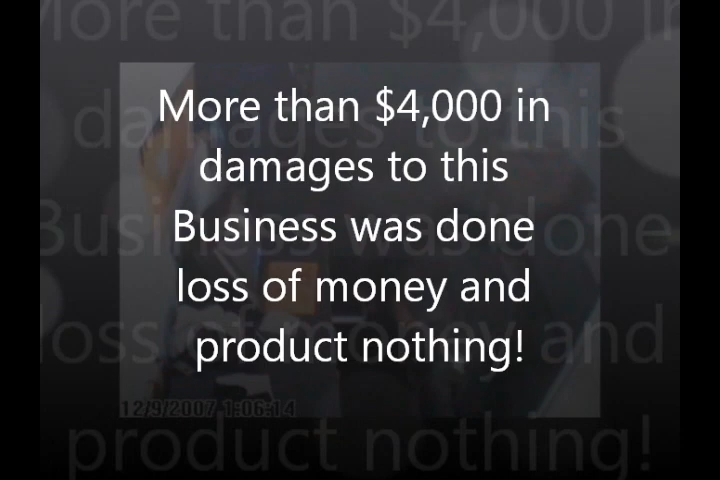 More than $4,000 in
damages to this
Business was done
loss of money and
product nothing!
12/9/2007 1:06:14